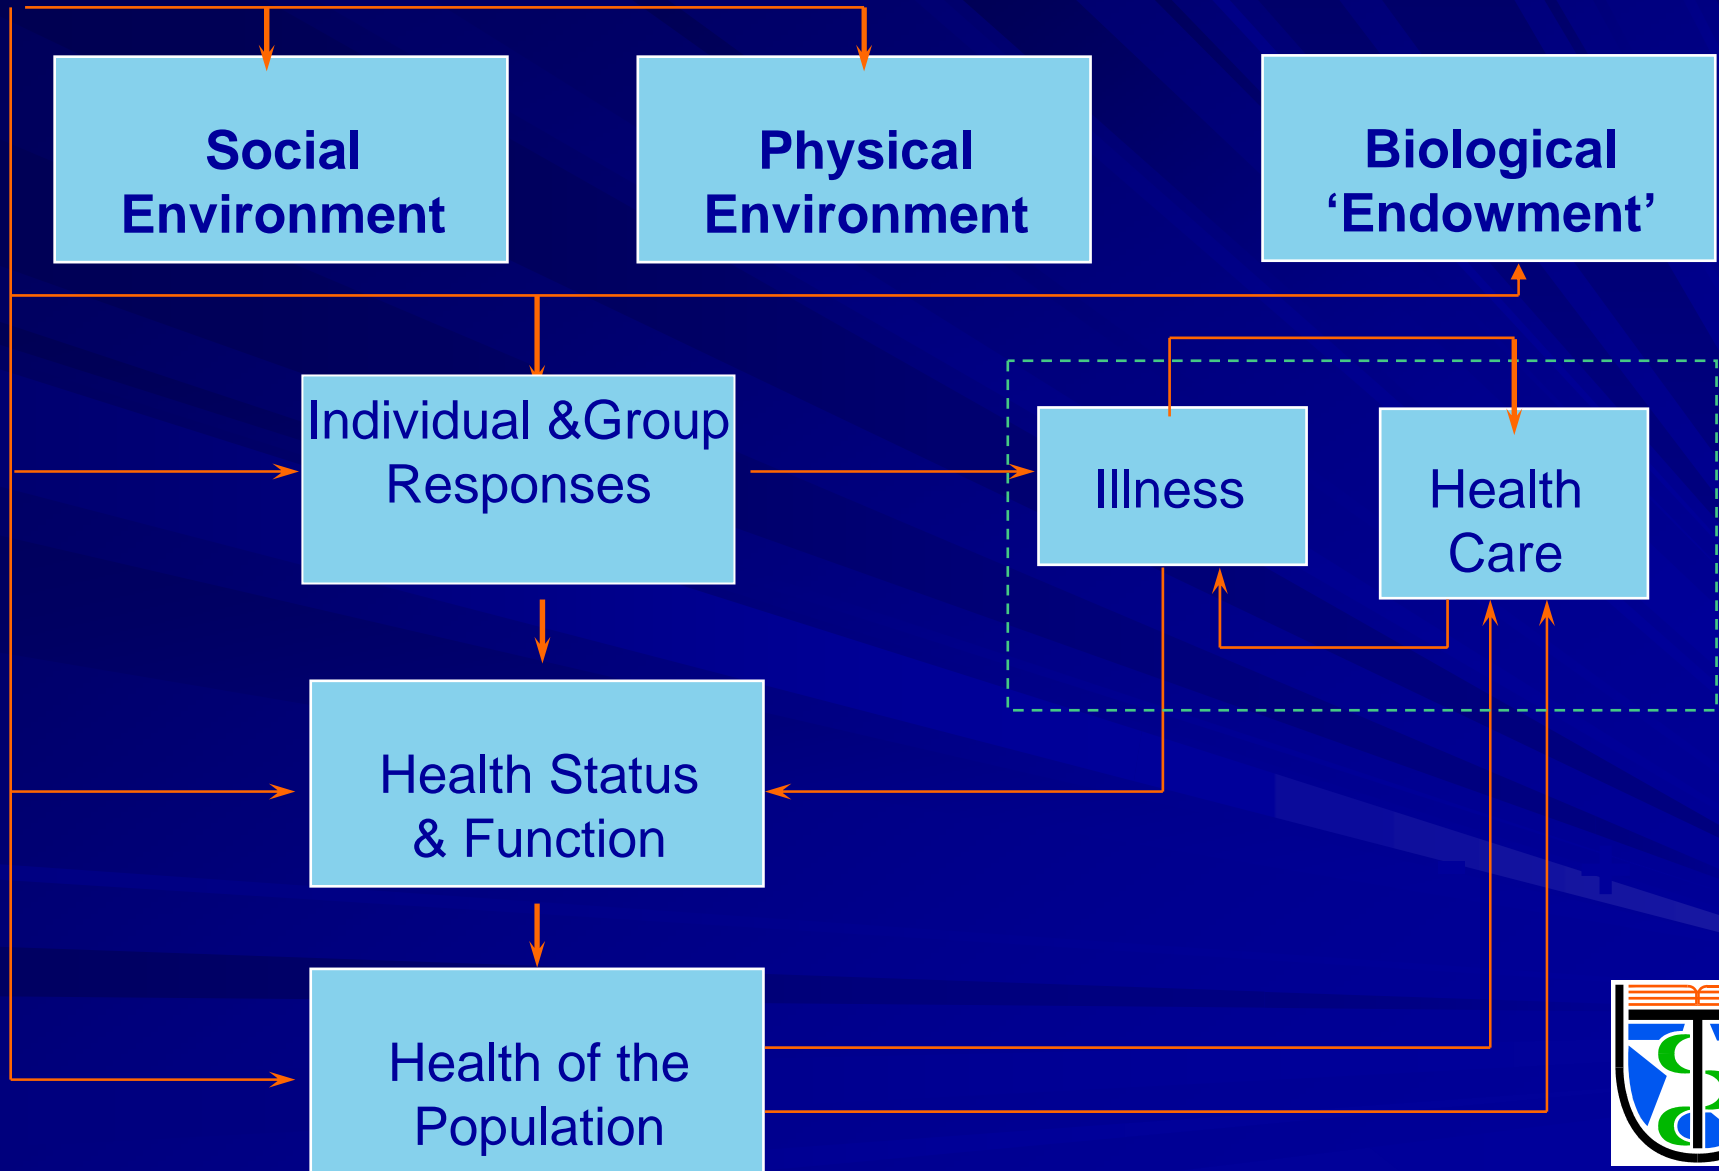 Social
Environment
Physical
Environment
Biological
‘Endowment’
Individual &Group
Responses
Illness
Health
Care
Health Status
& Function
Health of the
Population